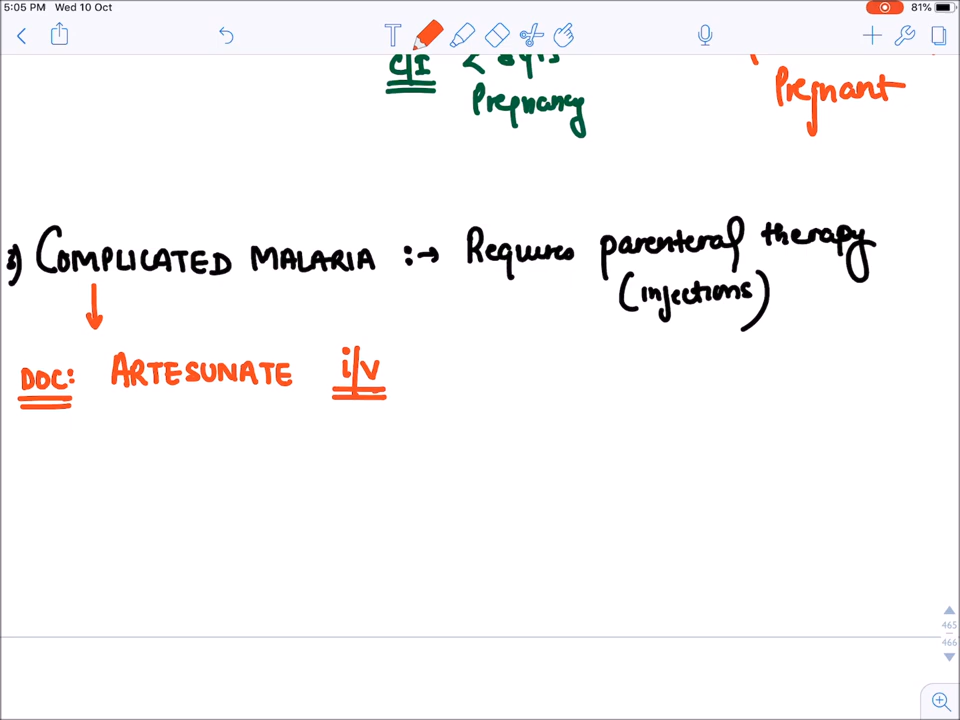 5:05 PM Wed 10 Oct
81%
T
C/I
Pregnancy
Pregnant
COMPLICATED MALARIA :→ Requires parenteral therapy
(injections)
DOC: ARTESUNATE i/v
465
466